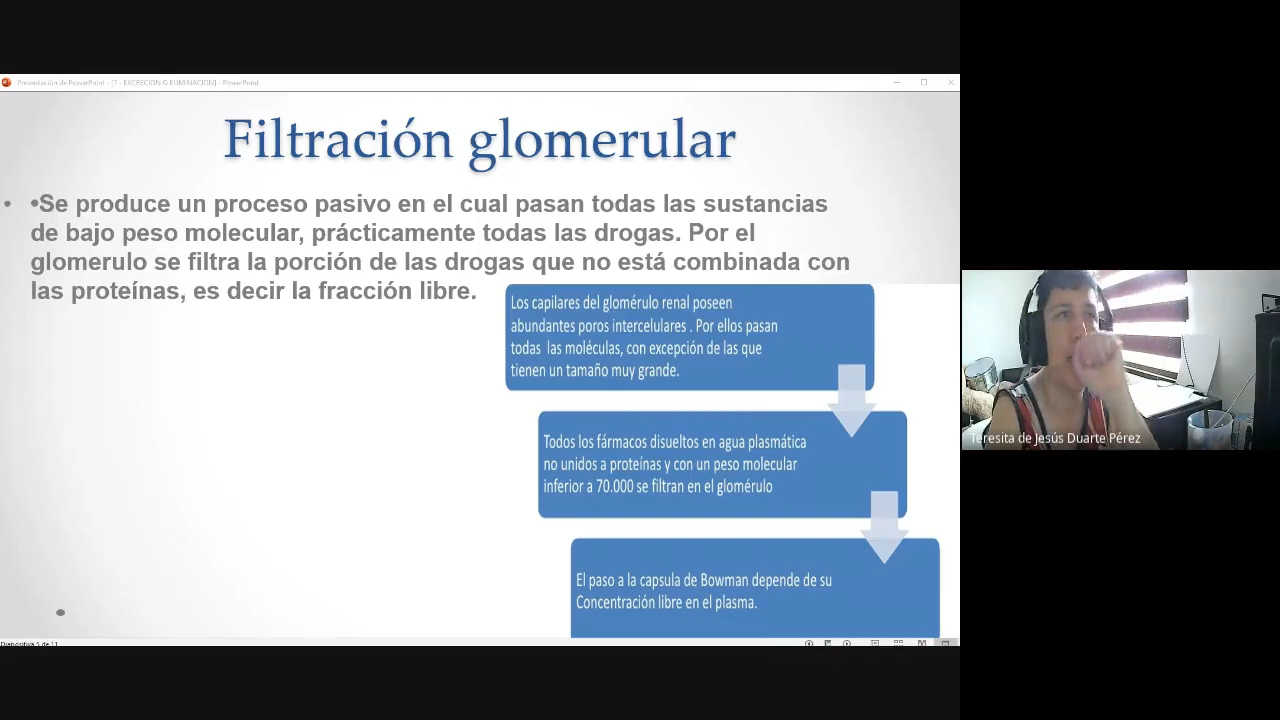 Presentación de PowerPoint - [7 - EXCRECION O ELIMINACION] - PowerPoint
Filtración glomerular
• •Se produce un proceso pasivo en el cual pasan todas las sustancias
de bajo peso molecular, prácticamente todas las drogas. Por el
glomerulo se filtra la porción de las drogas que no está combinada con
las proteínas, es decir la fracción libre.
Los capilares del glomérulo renal poseen
abundantes poros intercelulares . Por ellos pasan
todas las moléculas, con excepción de las que
tienen un tamaño muy grande.
Todos los fármacos disueltos en agua plasmática
no unidos a proteínas y con un peso molecular
inferior a 70.000 se filtran en el glomérulo
El paso a la capsula de Bowman depende de su
Concentración libre en el plasma.
Diapositiva 5 de 11
Teresita de Jesús Duarte Pérez